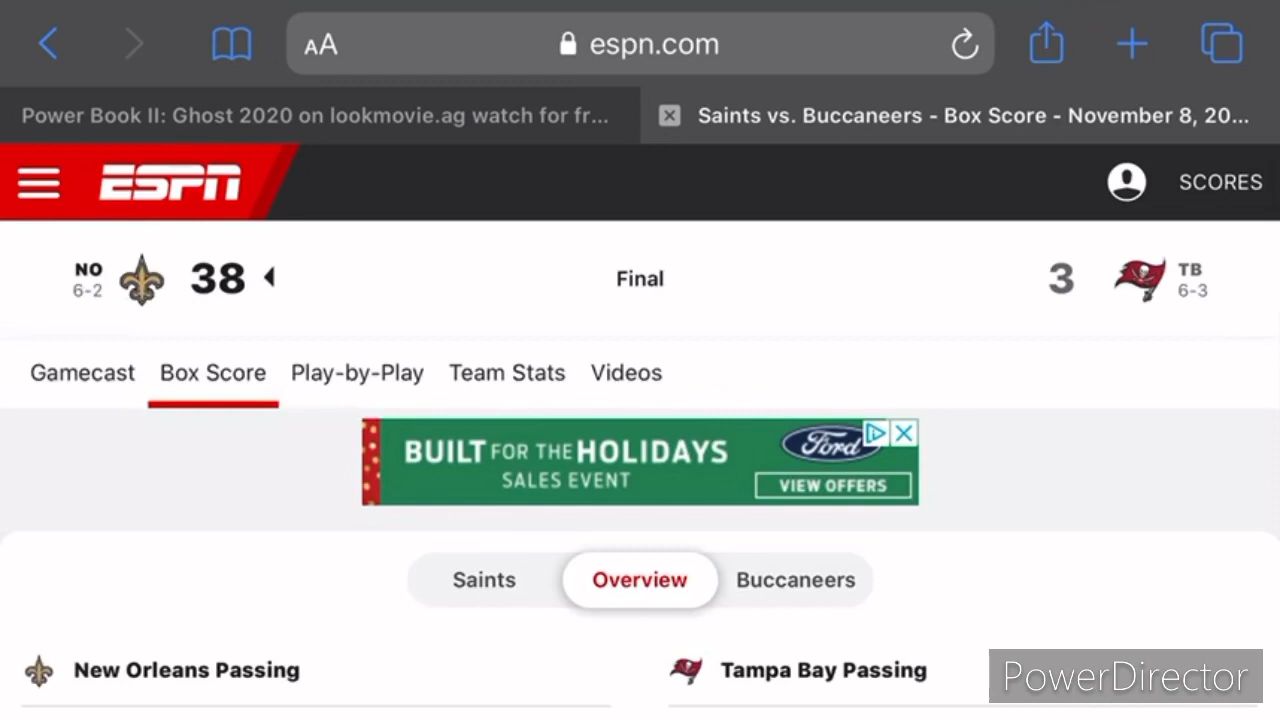 AA espn.com
Power Book II: Ghost 2020 on lookmovie.ag watch for fr...
Saints vs. Buccaneers - Box Score - November 8, 20...
ESPN
SCORES
NO
6-2
38
Final
3
TB
6-3
Gamecast Box Score Play-by-Play Team Stats Videos
BUILT FOR THE HOLIDAYS
SALES EVENT
Ford
VIEW OFFERS
Saints Overview Buccaneers
New Orleans Passing
Tampa Bay Passing
PowerDirector